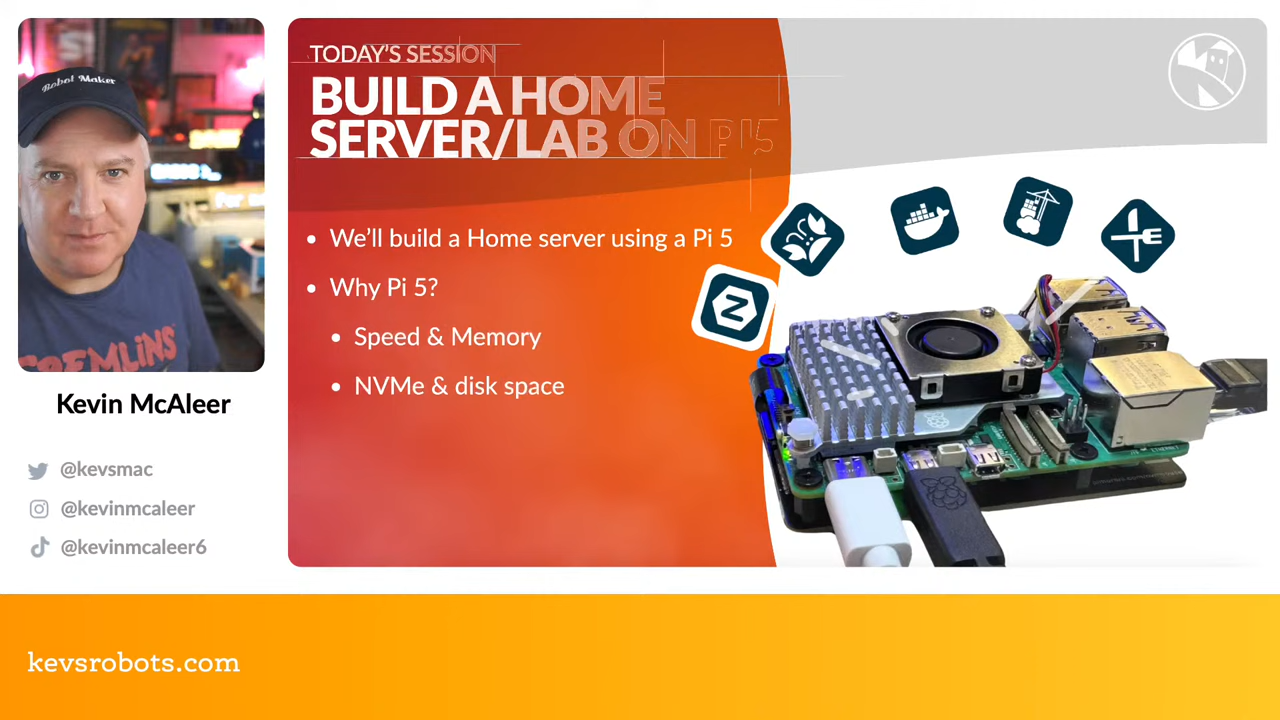 Robot Maker
GREMLINS
Kevin McAleer
@kevsmac
@kevinmcaleer
@kevinmcaleer6
TODAY'S SESSION
BUILD A HOME
SERVER/LAB ON PI 5
• We'll build a Home server using a Pi 5
• Why Pi 5?
• Speed & Memory
• NVMe & disk space
Z
kevsrobots.com